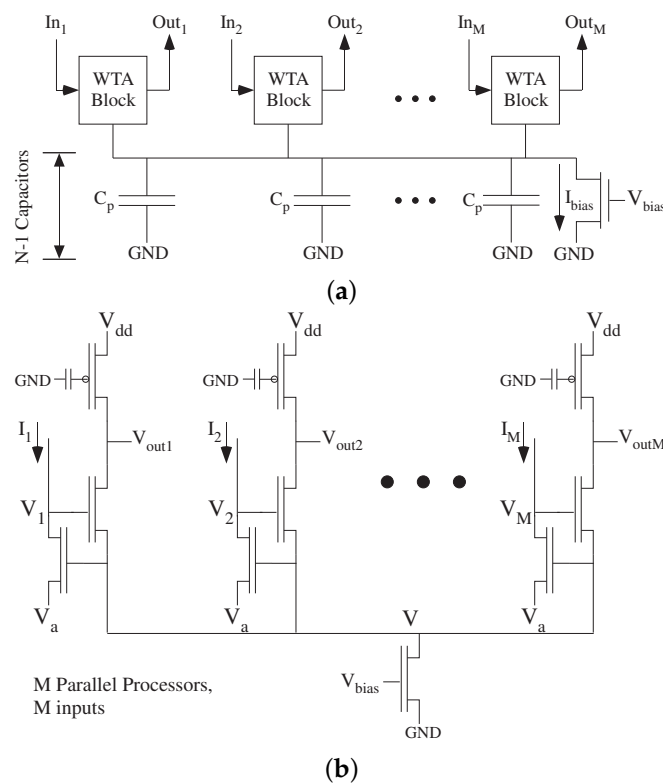 In1 Out1 In2 Out2 InM OutM
WTA Block WTA Block WTA Block
N-1 Capacitors
Cp Cp Cp Ibias Vbias
GND GND GND GND
(a)
Vdd Vdd Vdd
GND GND GND
I1 Vout1 I2 Vout2 IM VoutM
V1 V2 VM
Va Va Va
V
M Parallel Processors,
M inputs
Vbias
GND
(b)